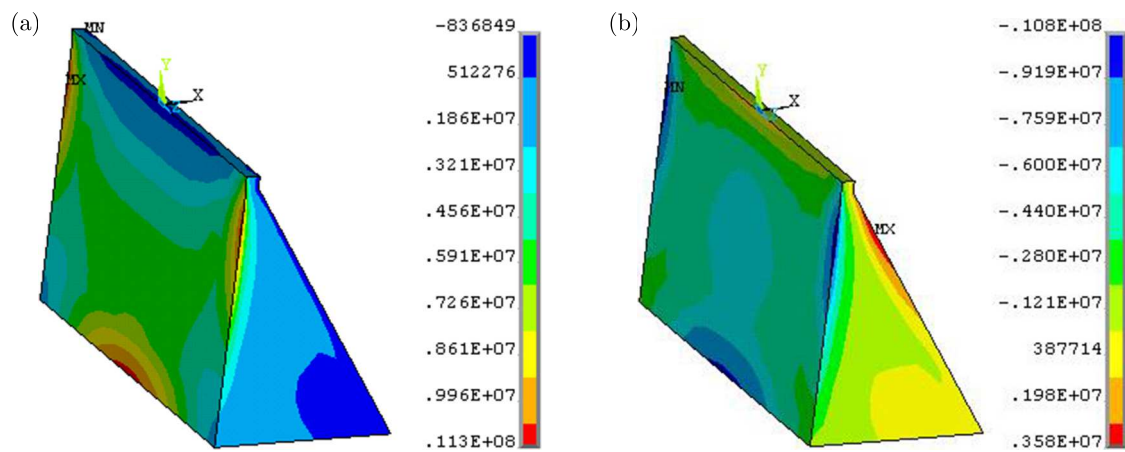 (a)
MN
MX
Y
X
-836849
512276
.186E+07
.321E+07
.456E+07
.591E+07
.726E+07
.861E+07
.996E+07
.113E+08
(b)
MN
Y
X
MX
-.108E+08
-.919E+07
-.759E+07
-.600E+07
-.440E+07
-.280E+07
-.121E+07
387714
.198E+07
.358E+07